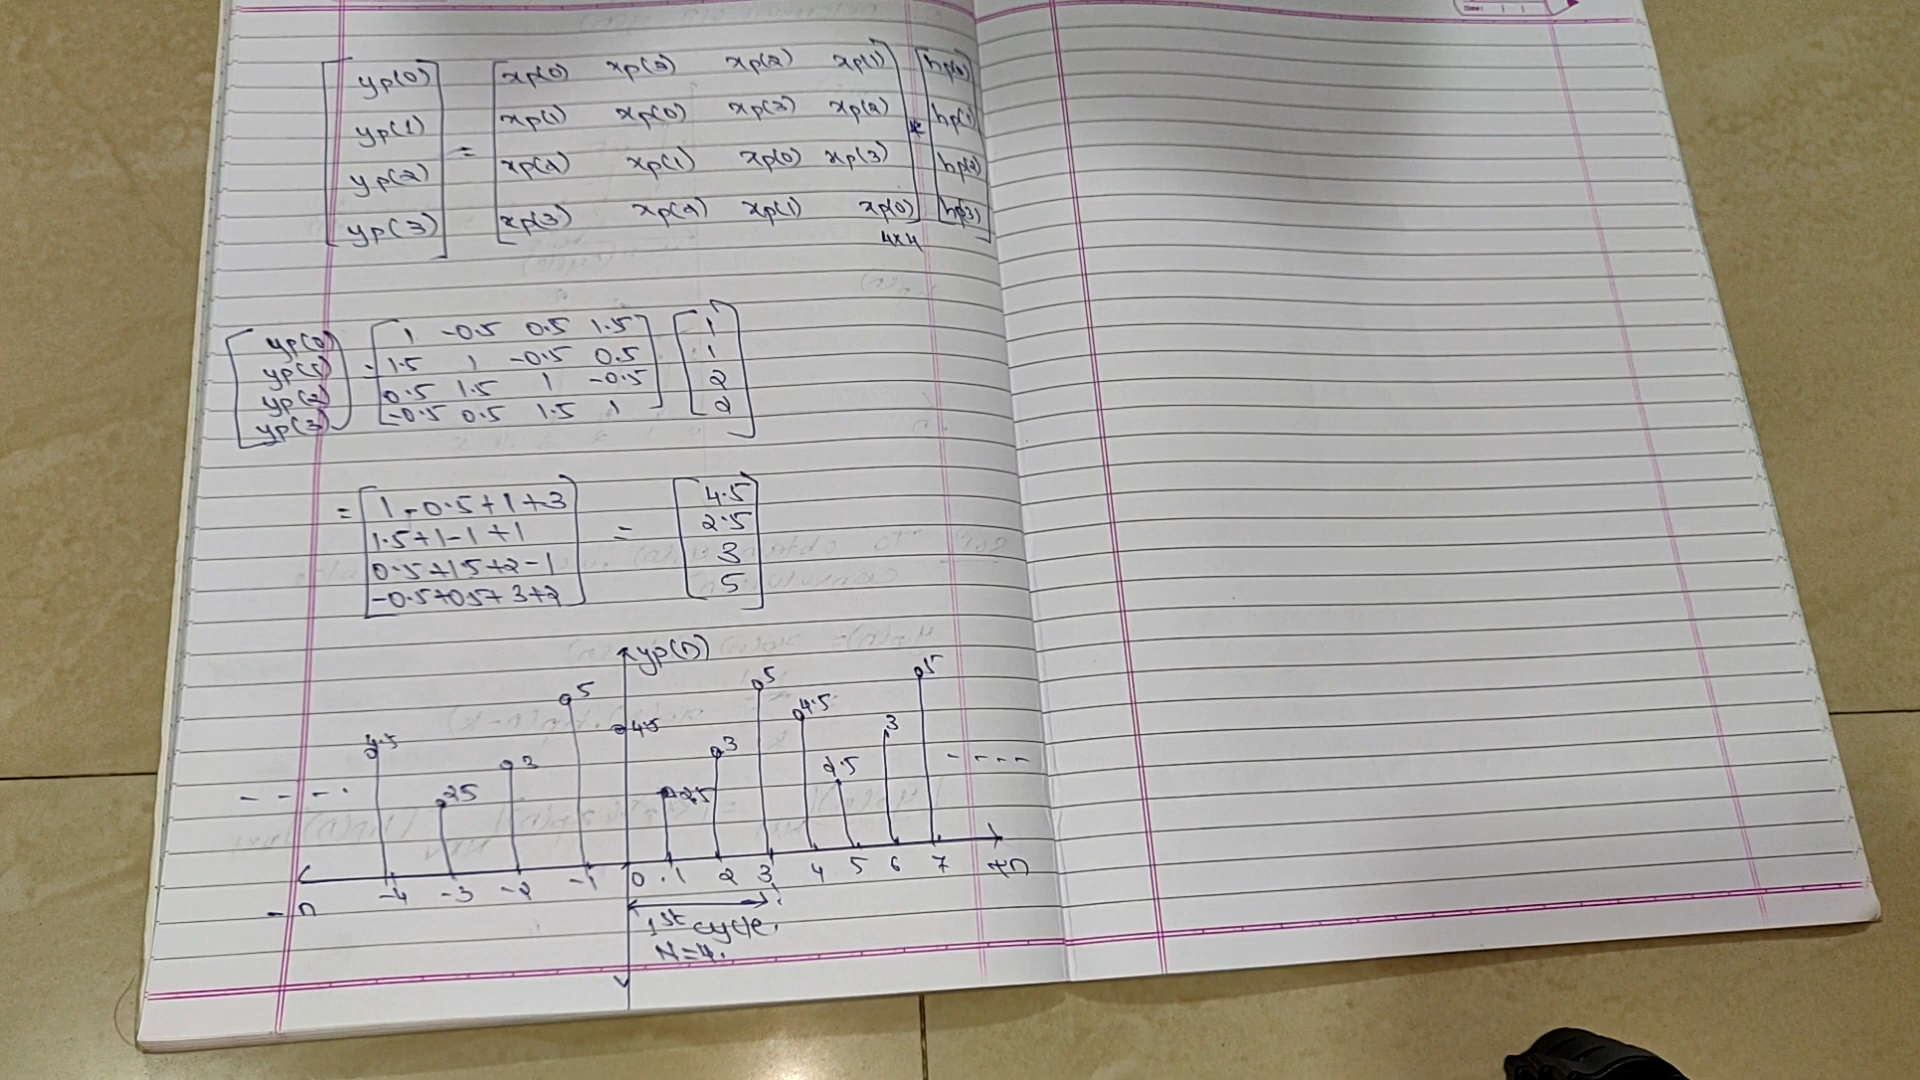 yp(0) xp(0) xp(3) xp(2) xp(1) hp(0)
yp(1) = xp(1) xp(0) xp(3) xp(2) * hp(1)
yp(2) xp(2) xp(1) xp(0) xp(3) hp(2)
yp(3) xp(3) xp(2) xp(1) xp(0) hp(3)
4x4
yp(0) 1 -0.5 0.5 1.5 1
yp(1) = 1.5 1 -0.5 0.5 1
yp(2) 0.5 1.5 1 -0.5 2
yp(3) -0.5 0.5 1.5 1 2
= 1-0.5+1+3 4.5
1.5+1-1+1 = 2.5
0.5+1.5+2-1 3
-0.5+0.5+3+2 5
yp(n)
4.5 2.5 3 5 4.5 2.5 3 5 4.5 2.5 3 5
- - - - - - - -
-n -4 -3 -2 -1 0 1 2 3 4 5 6 7 +n
1st cycle
N=4.